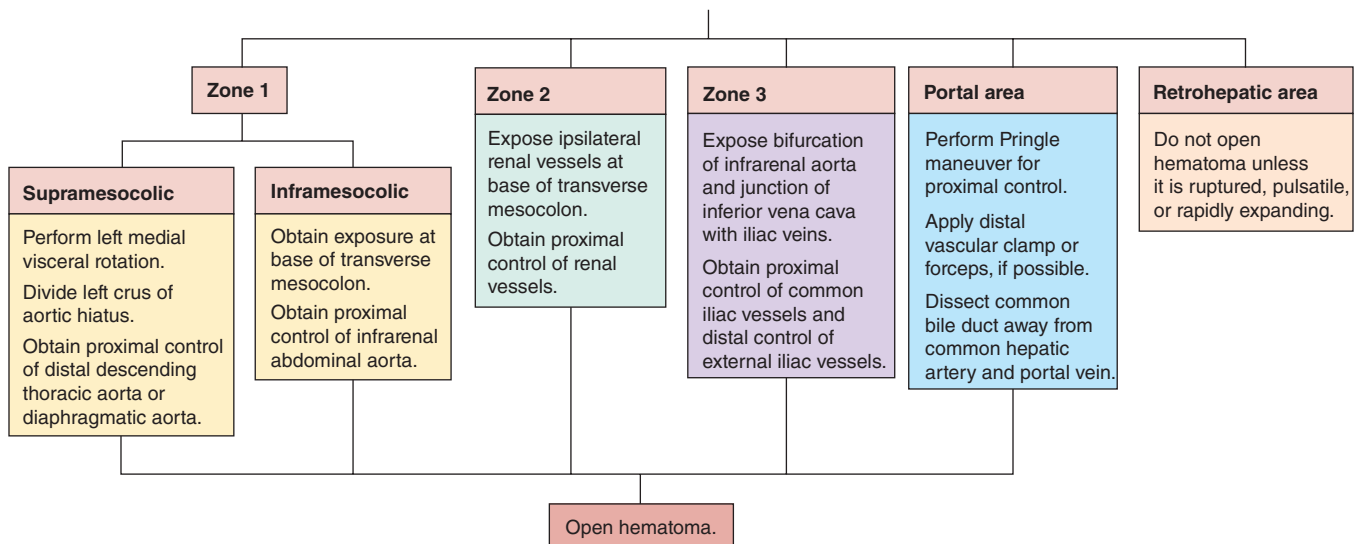 Zone 1
Supramesocolic
Perform left medial
visceral rotation.
Divide left crus of
aortic hiatus.
Obtain proximal control
of distal descending
thoracic aorta or
diaphragmatic aorta.
Inframesocolic
Obtain exposure at
base of transverse
mesocolon.
Obtain proximal
control of infrarenal
abdominal aorta.
Zone 2
Expose ipsilateral
renal vessels at
base of transverse
mesocolon.
Obtain proximal
control of renal
vessels.
Zone 3
Expose bifurcation
of infrarenal aorta
and junction of
inferior vena cava
with iliac veins.
Obtain proximal
control of common
iliac vessels and
distal control of
external iliac vessels.
Portal area
Perform Pringle
maneuver for
proximal control.
Apply distal
vascular clamp or
forceps, if possible.
Dissect common
bile duct away from
common hepatic
artery and portal vein.
Retrohepatic area
Do not open
hematoma unless
it is ruptured, pulsatile,
or rapidly expanding.
Open hematoma.